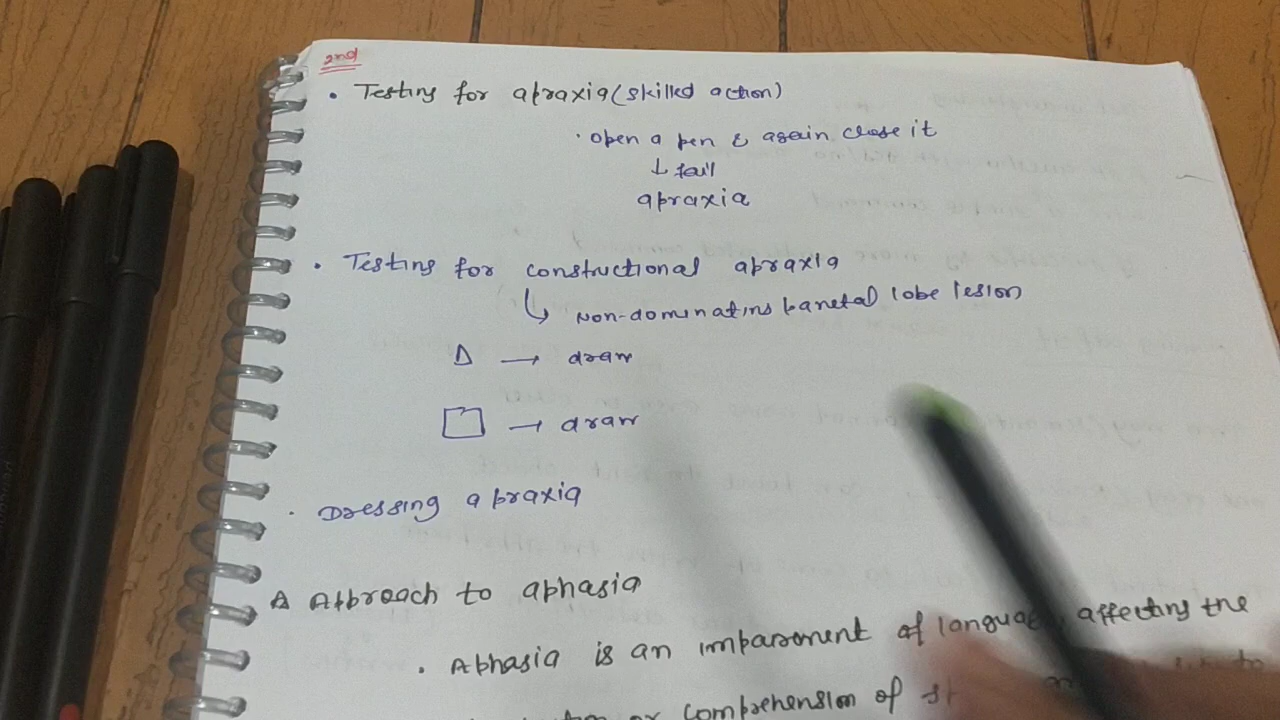 2nd
• Testing for apraxia (skilled action)
• open a pen & again close it
↓ fail
apraxia
• Testing for constructional apraxia
↳ Non-dominating parietal lobe lesion
△ → draw
□ → draw
• Dressing apraxia
Approach to aphasia
• Aphasia is an imparoment of language affecting the
or comprehension of